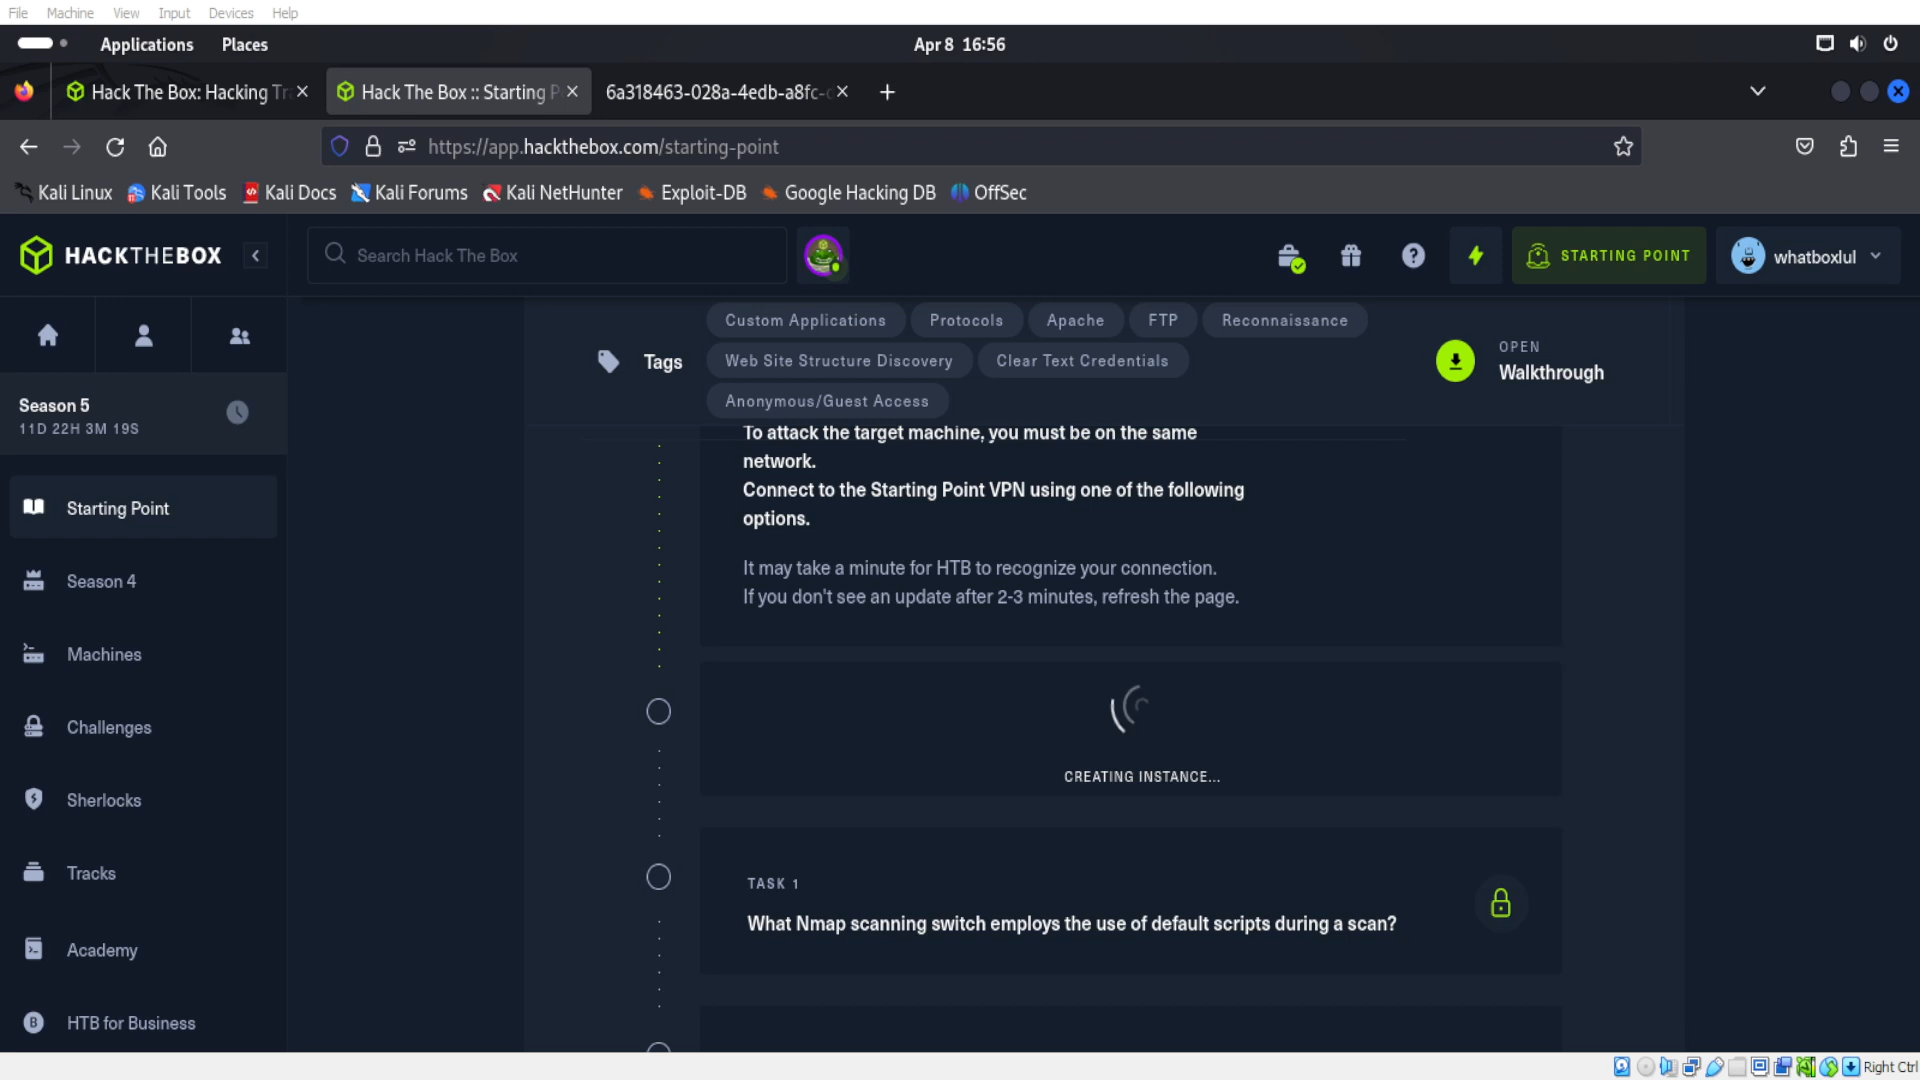 File Machine View Input Devices Help
Applications Places Apr 8 16:56
Hack The Box: Hacking Tr Hack The Box :: Starting P 6a318463-028a-4edb-a8fc-
https://app.hackthebox.com/starting-point
Kali Linux Kali Tools Kali Docs Kali Forums Kali NetHunter Exploit-DB Google Hacking DB OffSec
HACKTHEBOX Search Hack The Box STARTING POINT whatboxlul
Custom Applications Protocols Apache FTP Reconnaissance
Tags Web Site Structure Discovery Clear Text Credentials
Anonymous/Guest Access
OPEN
Walkthrough
Season 5
11D 22H 3M 19S
Starting Point
Season 4
Machines
Challenges
Sherlocks
Tracks
Academy
B HTB for Business
To attack the target machine, you must be on the same
network.
Connect to the Starting Point VPN using one of the following
options.
It may take a minute for HTB to recognize your connection.
If you don't see an update after 2-3 minutes, refresh the page.
CREATING INSTANCE...
TASK 1
What Nmap scanning switch employs the use of default scripts during a scan?
Right Ctrl